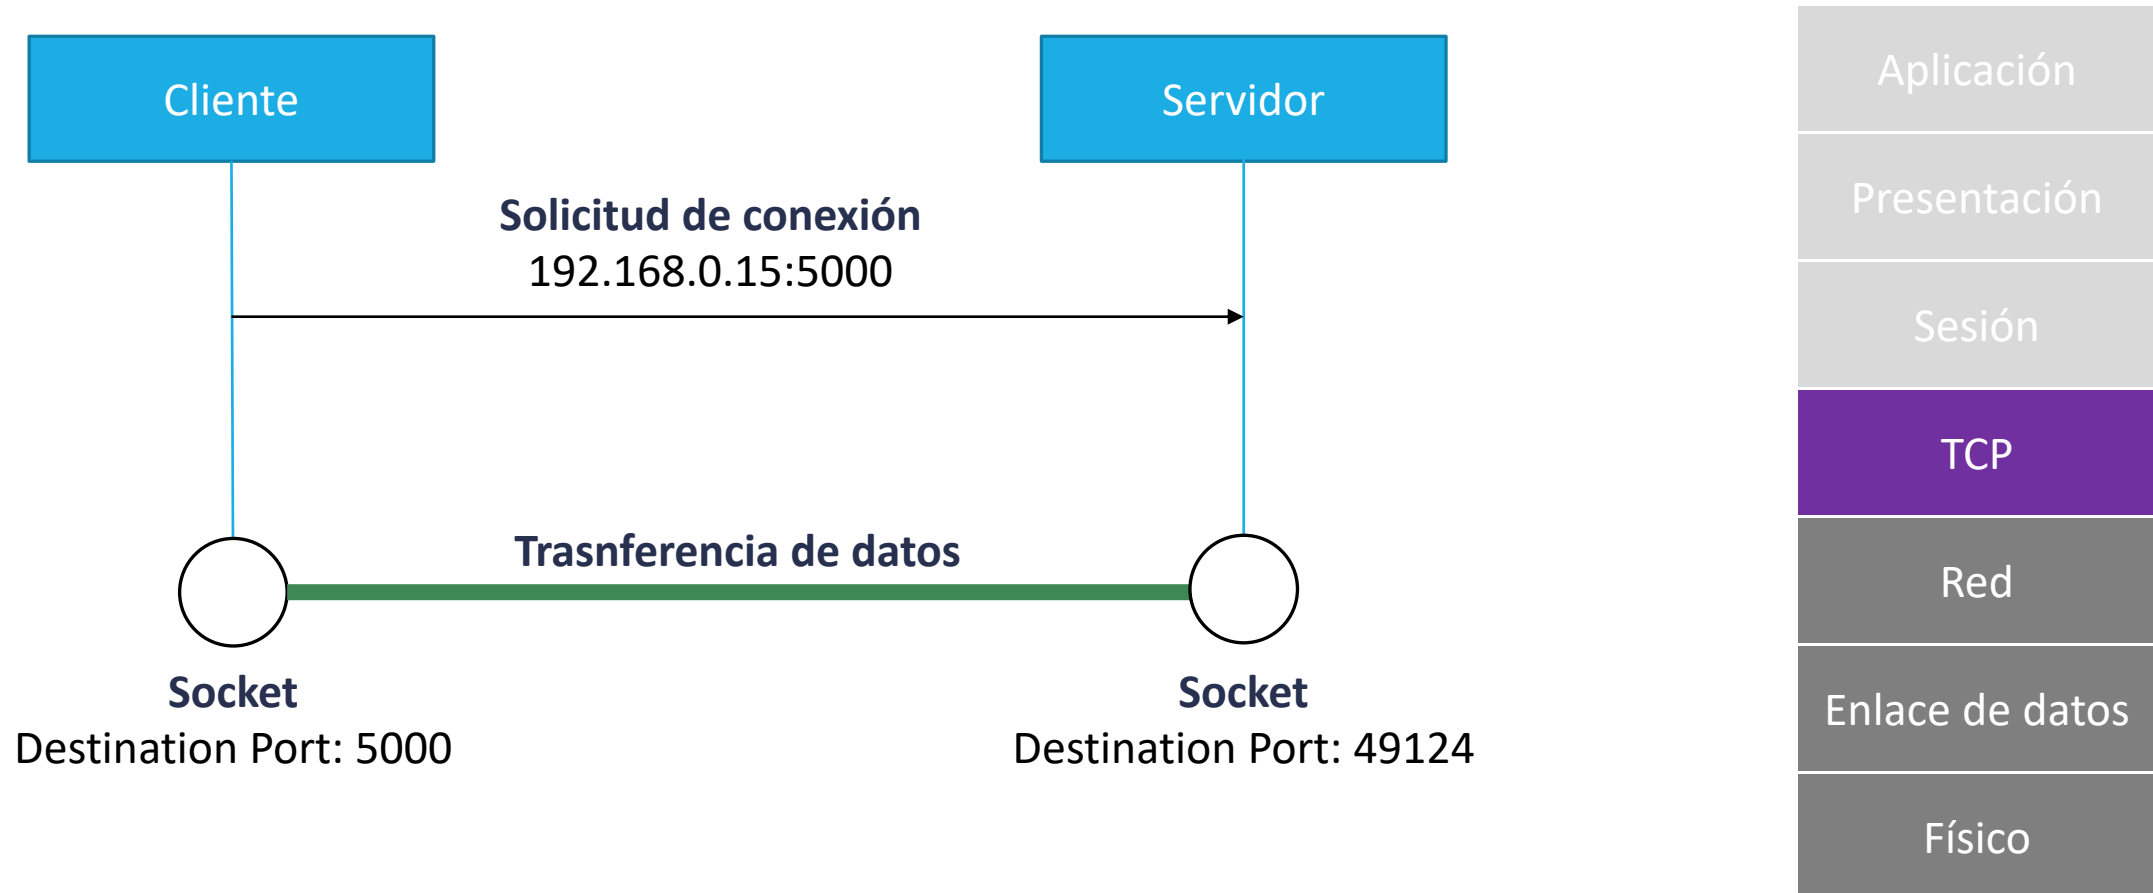 Cliente
Servidor
Solicitud de conexión
192.168.0.15:5000
Trasnferencia de datos
Socket
Destination Port: 5000
Socket
Destination Port: 49124
Aplicación
Presentación
Sesión
TCP
Red
Enlace de datos
Físico